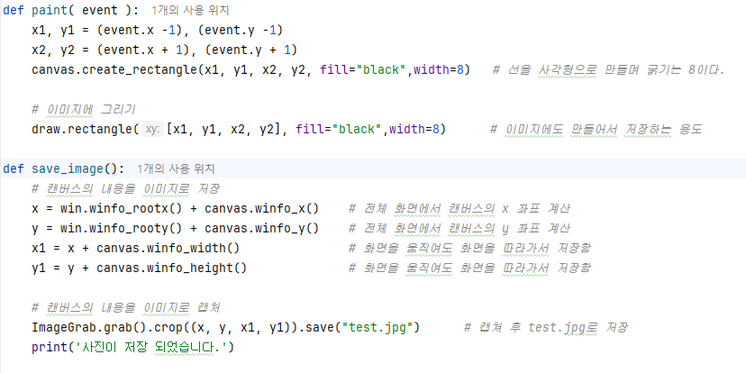 def paint( event ):  1개의 사용 위치
    x1, y1 = (event.x -1), (event.y -1)
    x2, y2 = (event.x + 1), (event.y + 1)
    canvas.create_rectangle(x1, y1, x2, y2, fill="black",width=8)   # 선을 사각형으로 만들며 굵기는 8이다.
    # 이미지에 그리기
    draw.rectangle( xy: [x1, y1, x2, y2], fill="black",width=8)      # 이미지에도 만들어서 저장하는 용도
def save_image():  1개의 사용 위치
    # 캔버스의 내용을 이미지로 저장
    x = win.winfo_rootx() + canvas.winfo_x()    # 전체 화면에서 캔버스의 x 좌표 계산
    y = win.winfo_rooty() + canvas.winfo_y()    # 전체 화면에서 캔버스의 y 좌표 계산
    x1 = x + canvas.winfo_width()               # 화면을 움직여도 화면을 따라가서 저장함
    y1 = y + canvas.winfo_height()              # 화면을 움직여도 화면을 따라가서 저장함
    # 캔버스의 내용을 이미지로 캡쳐
    ImageGrab.grab().crop((x, y, x1, y1)).save("test.jpg")      # 캡쳐 후 test.jpg로 저장
    print('사진이 저장 되었습니다.')